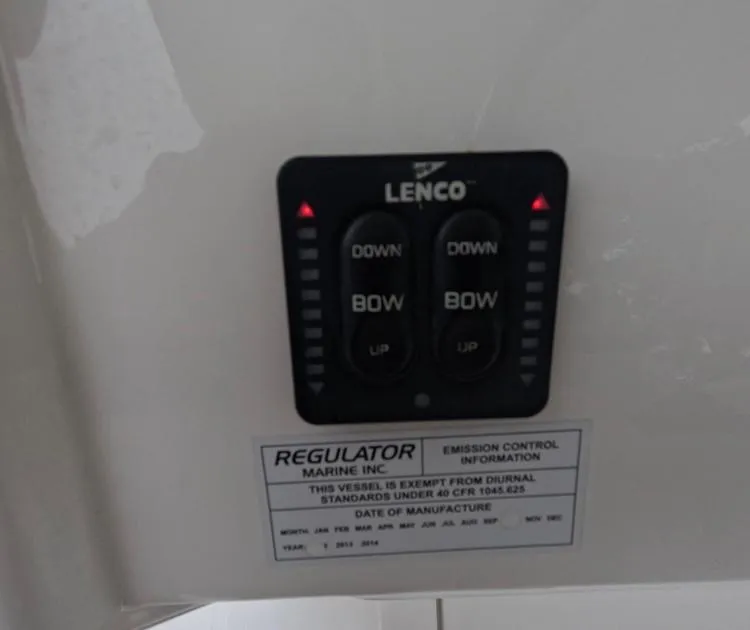 LENCO
DOWN DOWN
BOW BOW
UP UP
REGULATOR
MARINE INC.
EMISSION CONTROL
INFORMATION
THIS VESSEL IS EXEMPT FROM DIURNAL
STANDARDS UNDER 40 CFR 1045.625
DATE OF MANUFACTURE
MONTH: JAN FEB MAR APR MAY JUN JUL AUG SEP NOV DEC
YEAR: 2013 2014